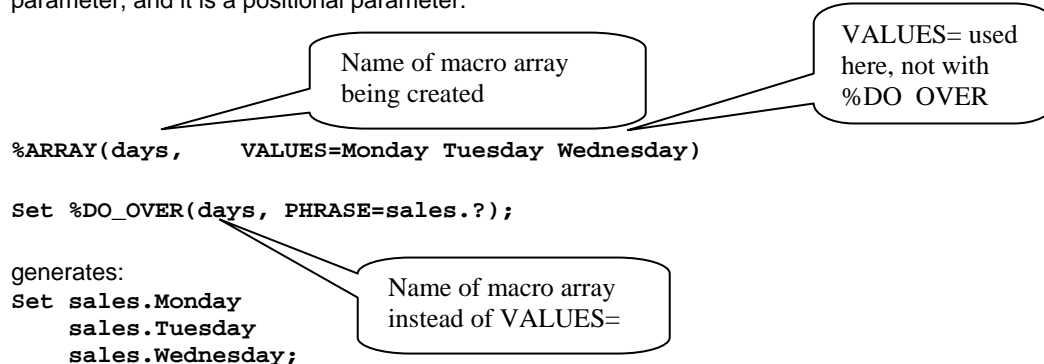 parameter, and it is a positional parameter.
Name of macro array
being created
VALUES= used
here, not with
%DO OVER
%ARRAY(days, VALUES=Monday Tuesday Wednesday)
Set %DO_OVER(days, PHRASE=sales.?);
generates:
Name of macro array
instead of VALUES=
Set sales.Monday
sales.Tuesday
sales.Wednesday;